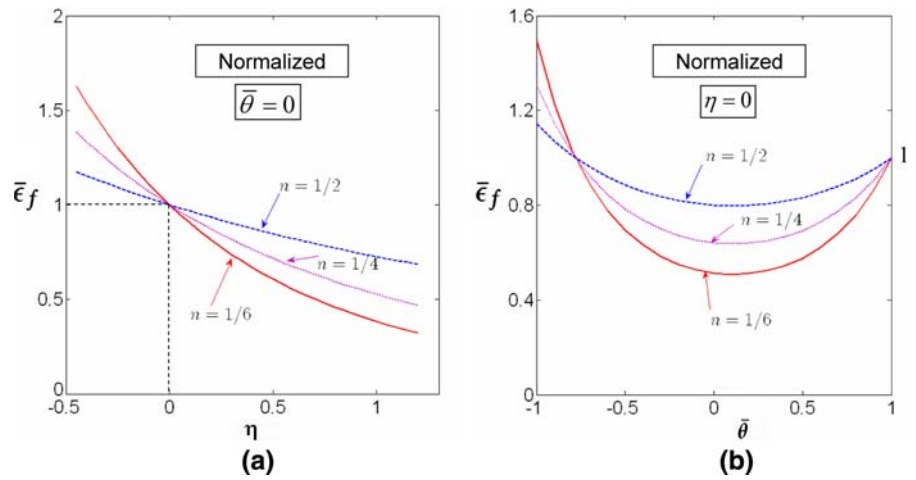 2
1.5
1
0.5
0
-0.5
0
0.5
1
Normalized
θ̄ = 0
n = 1/2
n = 1/4
n = 1/6
ε̄f
η
(a)
1.6
1.2
0.8
0.4
0
-1
-0.5
0
0.5
1
Normalized
η = 0
n = 1/2
n = 1/4
n = 1/6
1
ε̄f
θ̄
(b)